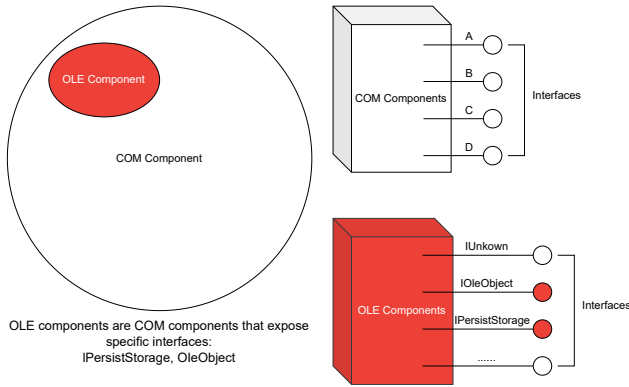 OLE Component
COM Component
OLE components are COM components that expose
specific interfaces:
IPersistStorage, OleObject
COM Components
A
B
C
D
Interfaces
OLE Components
IUnkown
IOleObject
IPersistStorage
......
Interfaces